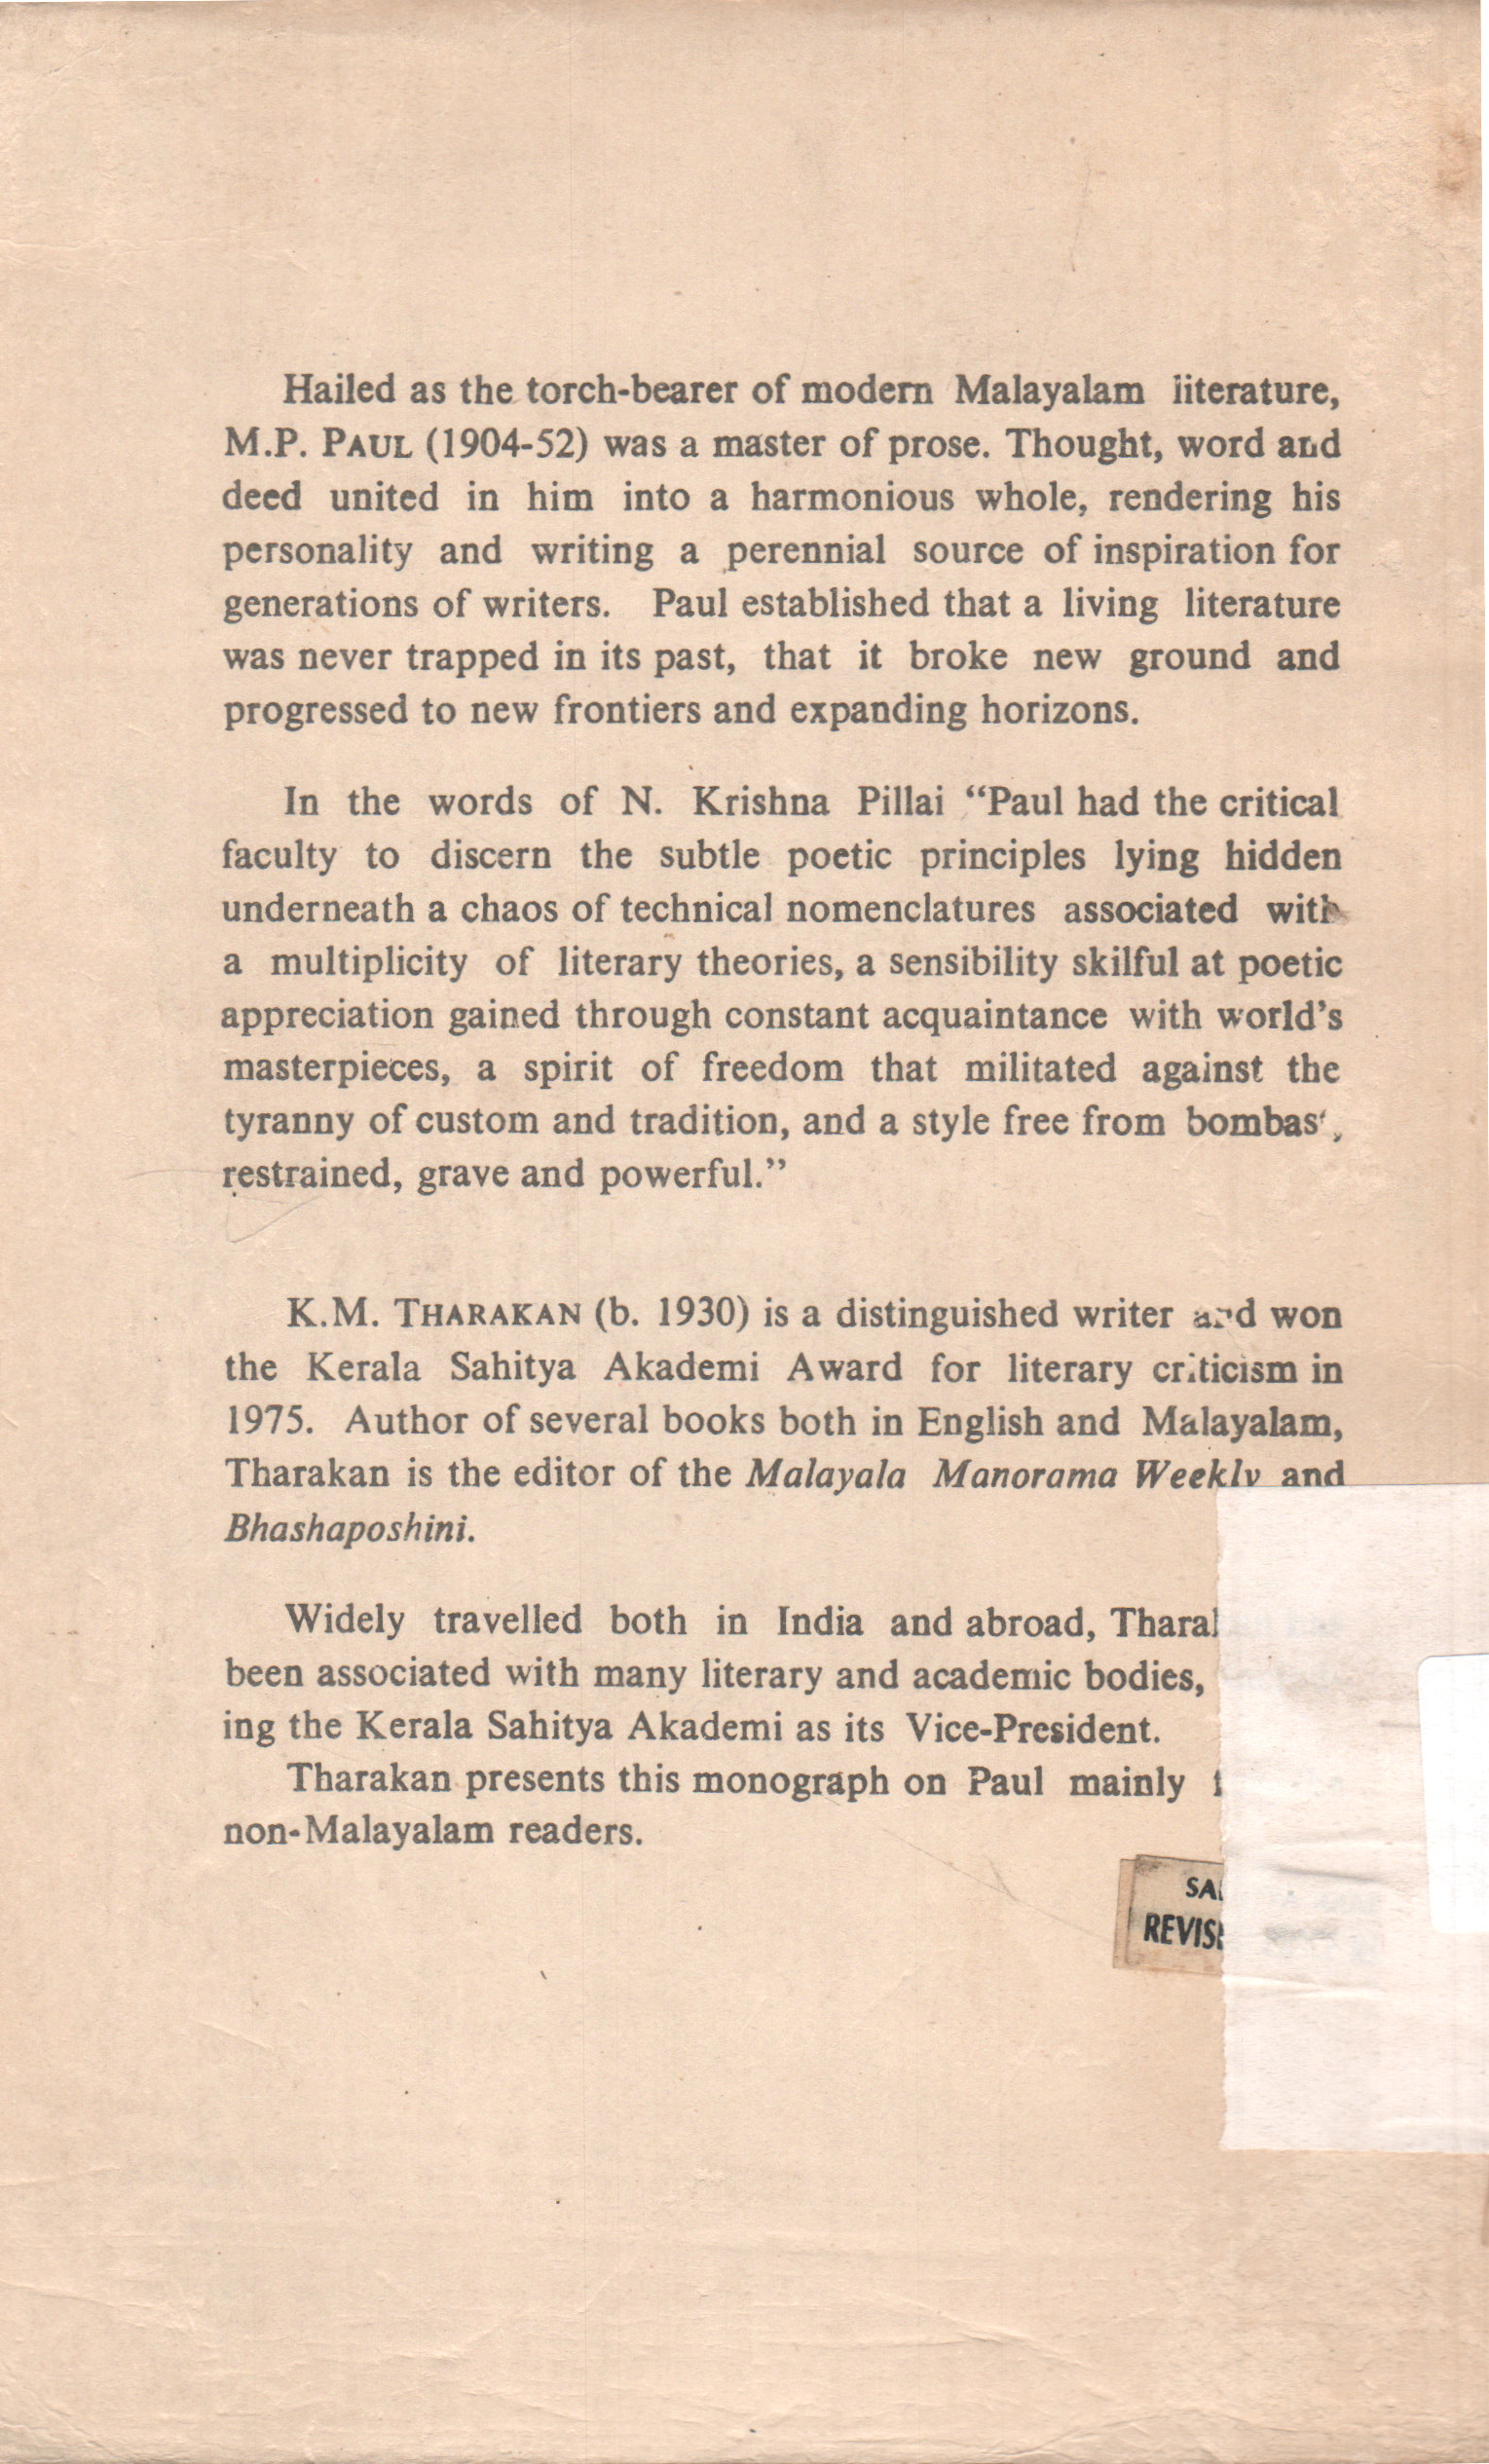 Hailed as the torch-bearer of modern Malayalam literature,
M.P. PAUL (1904-52) was a master of prose. Thought, word and
deed united in him into a harmonious whole, rendering his
personality and writing a perennial source of inspiration for
generations of writers. Paul established that a living literature
was never trapped in its past, that it broke new ground and
progressed to new frontiers and expanding horizons.
In the words of N. Krishna Pillai “Paul had the critical
faculty to discern the subtle poetic principles lying hidden
underneath a chaos of technical nomenclatures associated with
a multiplicity of literary theories, a sensibility skilful at poetic
appreciation gained through constant acquaintance with world’s
masterpieces, a spirit of freedom that militated against the
tyranny of custom and tradition, and a style free from bombast,
restrained, grave and powerful.”
K.M. THARAKAN (b. 1930) is a distinguished writer and won
the Kerala Sahitya Akademi Award for literary criticism in
1975. Author of several books both in English and Malayalam,
Tharakan is the editor of the Malayala Manorama Weekly and
Bhashaposhini.
Widely travelled both in India and abroad,
been associated with many literary and academic bodies,
ing the Kerala Sahitya Akademi as its Vice-President.
Tharakan presents this monograph on Paul mainly
non-Malayalam readers.